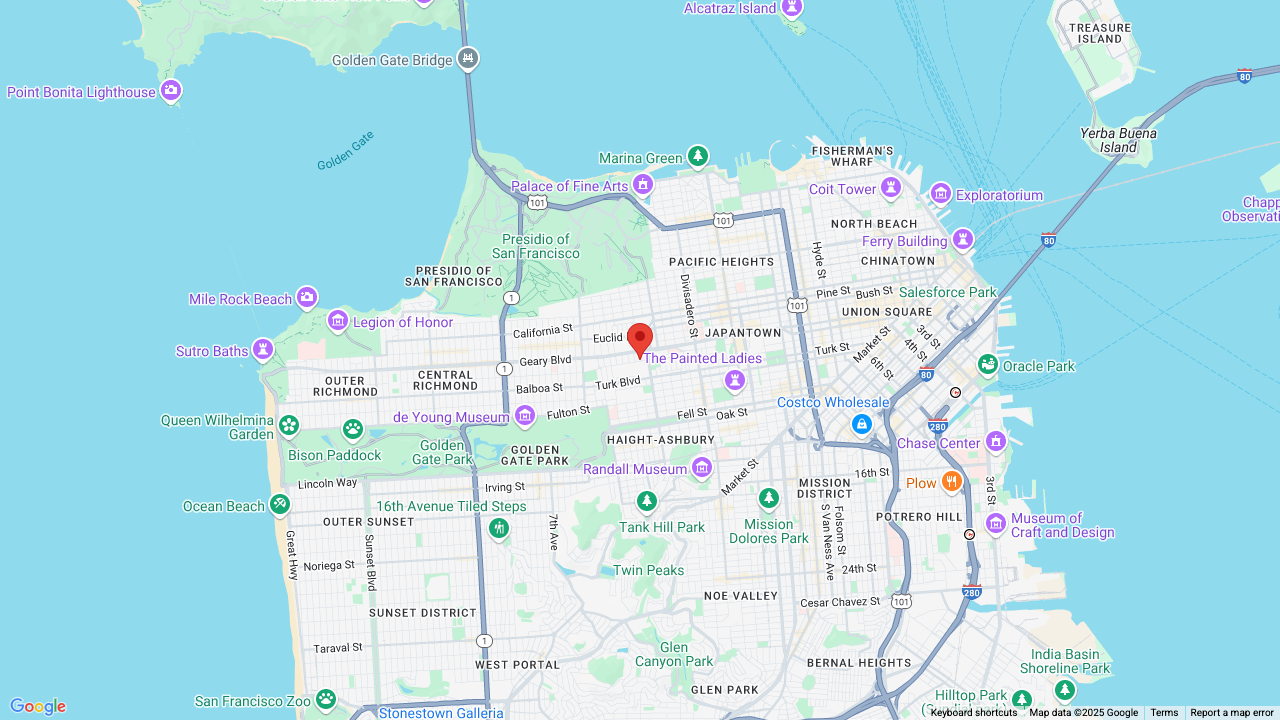 Alcatraz Island
TREASURE
ISLAND
Golden Gate Bridge
80
Point Bonita Lighthouse
Golden Gate
Yerba Buena
Island
FISHERMAN'S
WHARF
Marina Green
Palace of Fine Arts
Coit Tower
Exploratorium
101
101
NORTH BEACH
Ferry Building
80
Presidio of
San Francisco
Hyde St
PACIFIC HEIGHTS
CHINATOWN
PRESIDIO OF
SAN FRANCISCO
Divisadero St
Pine St
Bush St
Salesforce Park
Mile Rock Beach
1
101
UNION SQUARE
Legion of Honor
California St
Euclid
JAPANTOWN
Market St
3rd St
4th St
6th St
Sutro Baths
Geary Blvd
Turk St
The Painted Ladies
1
80
Oracle Park
OUTER
RICHMOND
CENTRAL
RICHMOND
Balboa St
Turk Blvd
Costco Wholesale
Queen Wilhelmina
Garden
de Young Museum
Fulton St
Fell St
Oak St
280
Chase Center
Bison Paddock
Golden
Gate Park
GOLDEN
GATE PARK
HAIGHT-ASHBURY
Randall Museum
Market St
16th St
Lincoln Way
Irving St
MISSION
DISTRICT
Plow
3rd St
Ocean Beach
16th Avenue Tiled Steps
OUTER SUNSET
7th Ave
Tank Hill Park
Mission
Dolores Park
S Van Ness Ave
Folsom St
POTRERO HILL
Museum of
Craft and Design
Great Hwy
Sunset Blvd
Noriega St
Twin Peaks
24th St
NOE VALLEY
Cesar Chavez St
101
280
SUNSET DISTRICT
1
Taraval St
WEST PORTAL
Glen
Canyon Park
BERNAL HEIGHTS
India Basin
Shoreline Park
GLEN PARK
San Francisco Zoo
Stonestown Galleria
Hilltop Park
Google
Keyboard shortcuts
Map data ©2025 Google
Terms
Report a map error